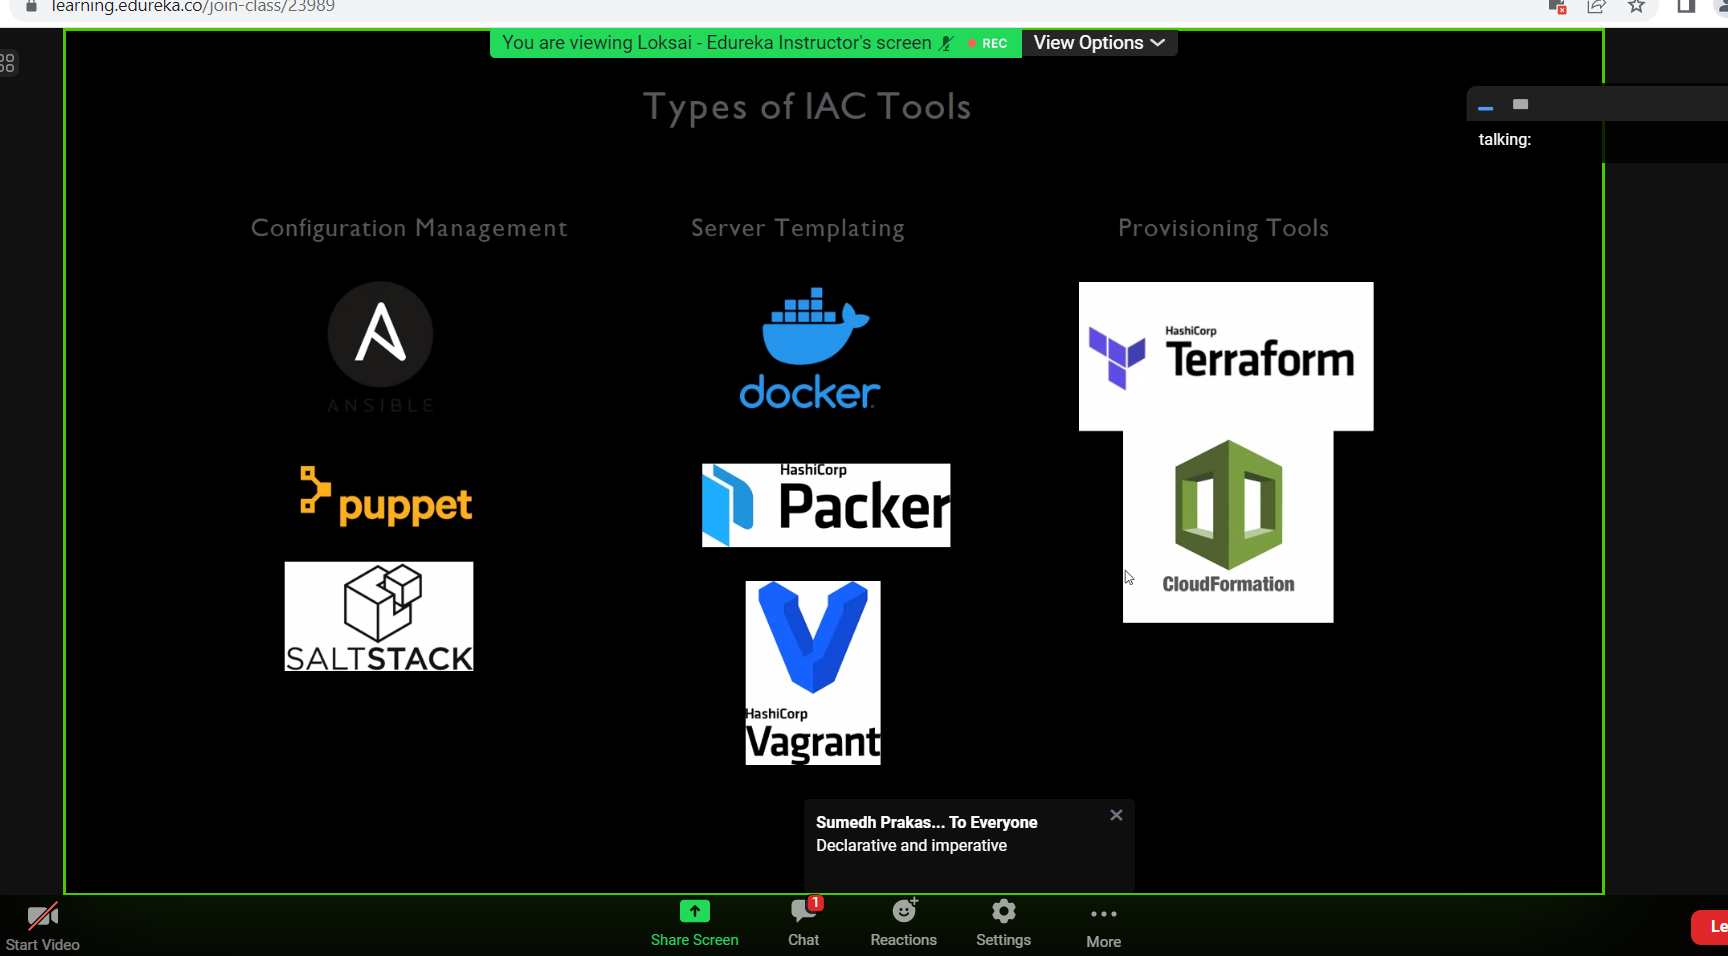 learning.edureka.co/join-class/23989
You are viewing Loksai - Edureka Instructor's screen
REC
View Options
Types of IAC Tools
talking:
Configuration Management
Server Templating
Provisioning Tools
ANSIBLE
docker
HashiCorp
Terraform
puppet
HashiCorp
Packer
CloudFormation
SALTSTACK
HashiCorp
Vagrant
Sumedh Prakas... To Everyone
Declarative and imperative
Start Video
Share Screen
1
Chat
Reactions
Settings
More
Le